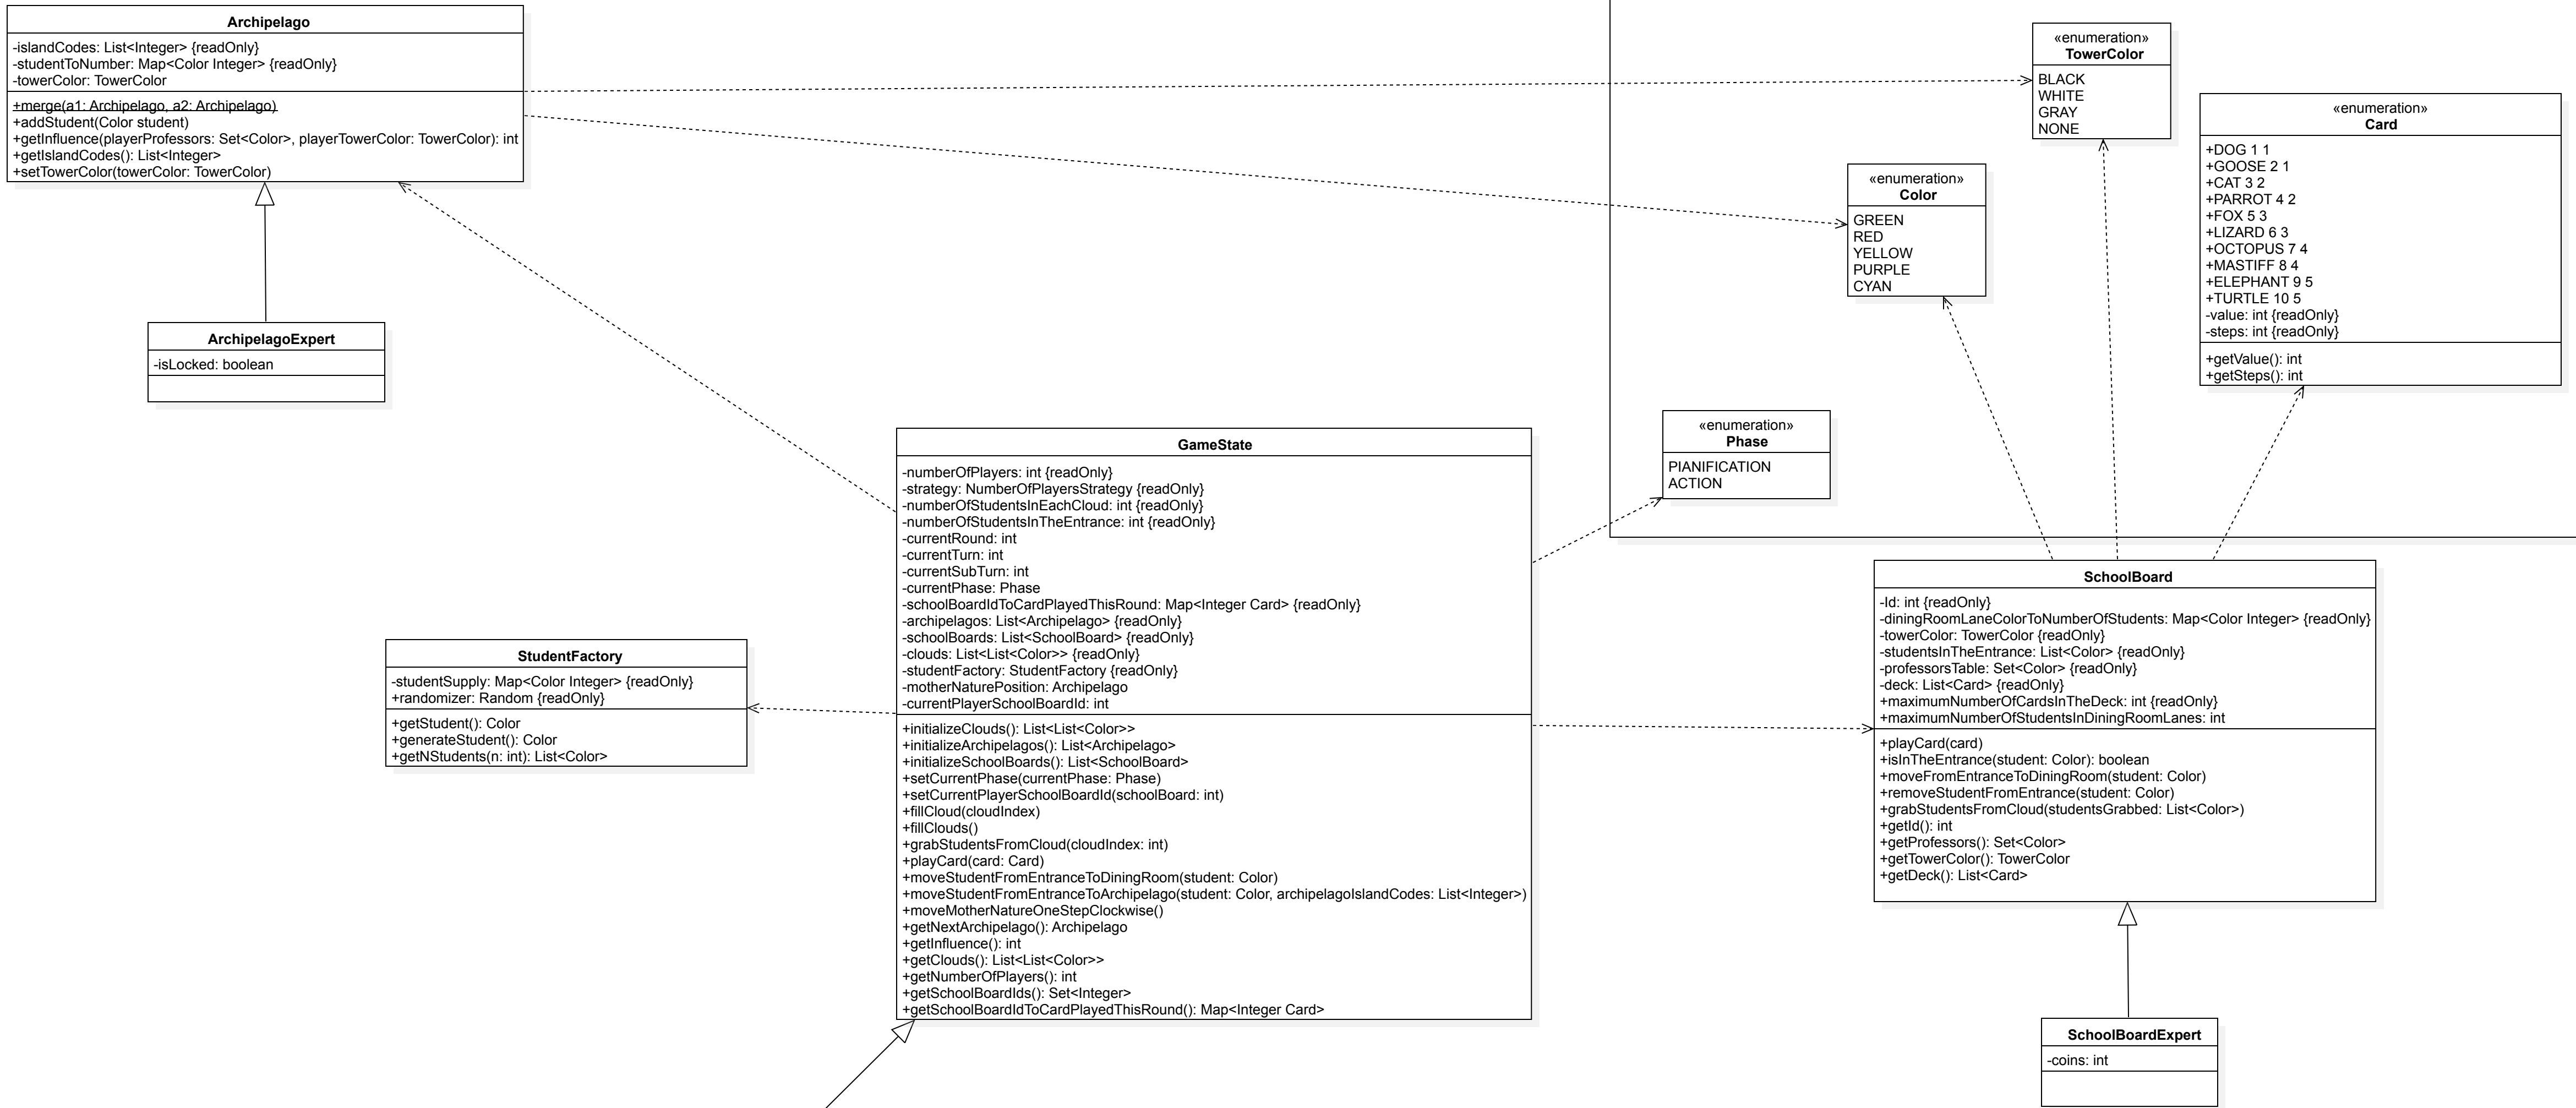 Archipelago
-islandCodes: List<Integer> {readOnly}
-studentToNumber: Map<Color Integer> {readOnly}
-towerColor: TowerColor
+merge(a1: Archipelago, a2: Archipelago)
+addStudent(Color student)
+getInfluence(playerProfessors: Set<Color>, playerTowerColor: TowerColor): int
+getIslandCodes(): List<Integer>
+setTowerColor(towerColor: TowerColor)
ArchipelagoExpert
-isLocked: boolean
«enumeration»
TowerColor
BLACK
WHITE
GRAY
NONE
«enumeration»
Card
+DOG 1 1
+GOOSE 2 1
+CAT 3 2
+PARROT 4 2
+FOX 5 3
+LIZARD 6 3
+OCTOPUS 7 4
+MASTIFF 8 4
+ELEPHANT 9 5
+TURTLE 10 5
-value: int {readOnly}
-steps: int {readOnly}
+getValue(): int
+getSteps(): int
«enumeration»
Color
GREEN
RED
YELLOW
PURPLE
CYAN
«enumeration»
Phase
PIANIFICATION
ACTION
GameState
-numberOfPlayers: int {readOnly}
-strategy: NumberOfPlayersStrategy {readOnly}
-numberOfStudentsInEachCloud: int {readOnly}
-numberOfStudentsInTheEntrance: int {readOnly}
-currentRound: int
-currentTurn: int
-currentSubTurn: int
-currentPhase: Phase
-schoolBoardIdToCardPlayedThisRound: Map<Integer Card> {readOnly}
-archipelagos: List<Archipelago> {readOnly}
-schoolBoards: List<SchoolBoard> {readOnly}
-clouds: List<List<Color>> {readOnly}
-studentFactory: StudentFactory {readOnly}
-motherNaturePosition: Archipelago
-currentPlayerSchoolBoardId: int
+initializeClouds(): List<List<Color>>
+initializeArchipelagos(): List<Archipelago>
+initializeSchoolBoards(): List<SchoolBoard>
+setCurrentPhase(currentPhase: Phase)
+setCurrentPlayerSchoolBoardId(schoolBoard: int)
+fillCloud(cloudIndex)
+fillClouds()
+grabStudentsFromCloud(cloudIndex: int)
+playCard(card: Card)
+moveStudentFromEntranceToDiningRoom(student: Color)
+moveStudentFromEntranceToArchipelago(student: Color, archipelagoIslandCodes: List<Integer>)
+moveMotherNatureOneStepClockwise()
+getNextArchipelago(): Archipelago
+getInfluence(): int
+getClouds(): List<List<Color>>
+getNumberOfPlayers(): int
+getSchoolBoardIds(): Set<Integer>
+getSchoolBoardIdToCardPlayedThisRound(): Map<Integer Card>
StudentFactory
-studentSupply: Map<Color Integer> {readOnly}
+randomizer: Random {readOnly}
+getStudent(): Color
+generateStudent(): Color
+getNStudents(n: int): List<Color>
SchoolBoard
-Id: int {readOnly}
-diningRoomLaneColorToNumberOfStudents: Map<Color Integer> {readOnly}
-towerColor: TowerColor {readOnly}
-studentsInTheEntrance: List<Color> {readOnly}
-professorsTable: Set<Color> {readOnly}
-deck: List<Card> {readOnly}
+maximumNumberOfCardsInTheDeck: int {readOnly}
+maximumNumberOfStudentsInDiningRoomLanes: int
+playCard(card)
+isInTheEntrance(student: Color): boolean
+moveFromEntranceToDiningRoom(student: Color)
+removeStudentFromEntrance(student: Color)
+grabStudentsFromCloud(studentsGrabbed: List<Color>)
+getId(): int
+getProfessors(): Set<Color>
+getTowerColor(): TowerColor
+getDeck(): List<Card>
SchoolBoardExpert
-coins: int